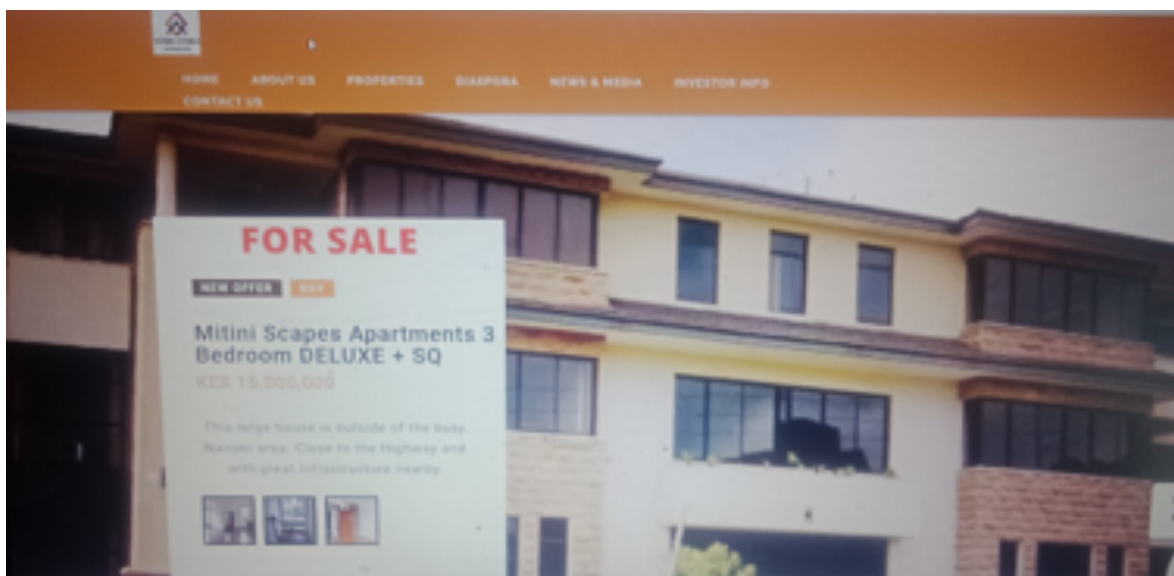 HOME ABOUT US PROPERTIES DIASPORA NEWS & MEDIA INVESTOR INFO
CONTACT US
FOR SALE
NEW OFFER BUY
Mitini Scapes Apartments 3
Bedroom DELUXE + SQ
KES 15,000,000
This large house is outside of the busy
Nairobi area. Close to the Highway and
with great infrastructure nearby.